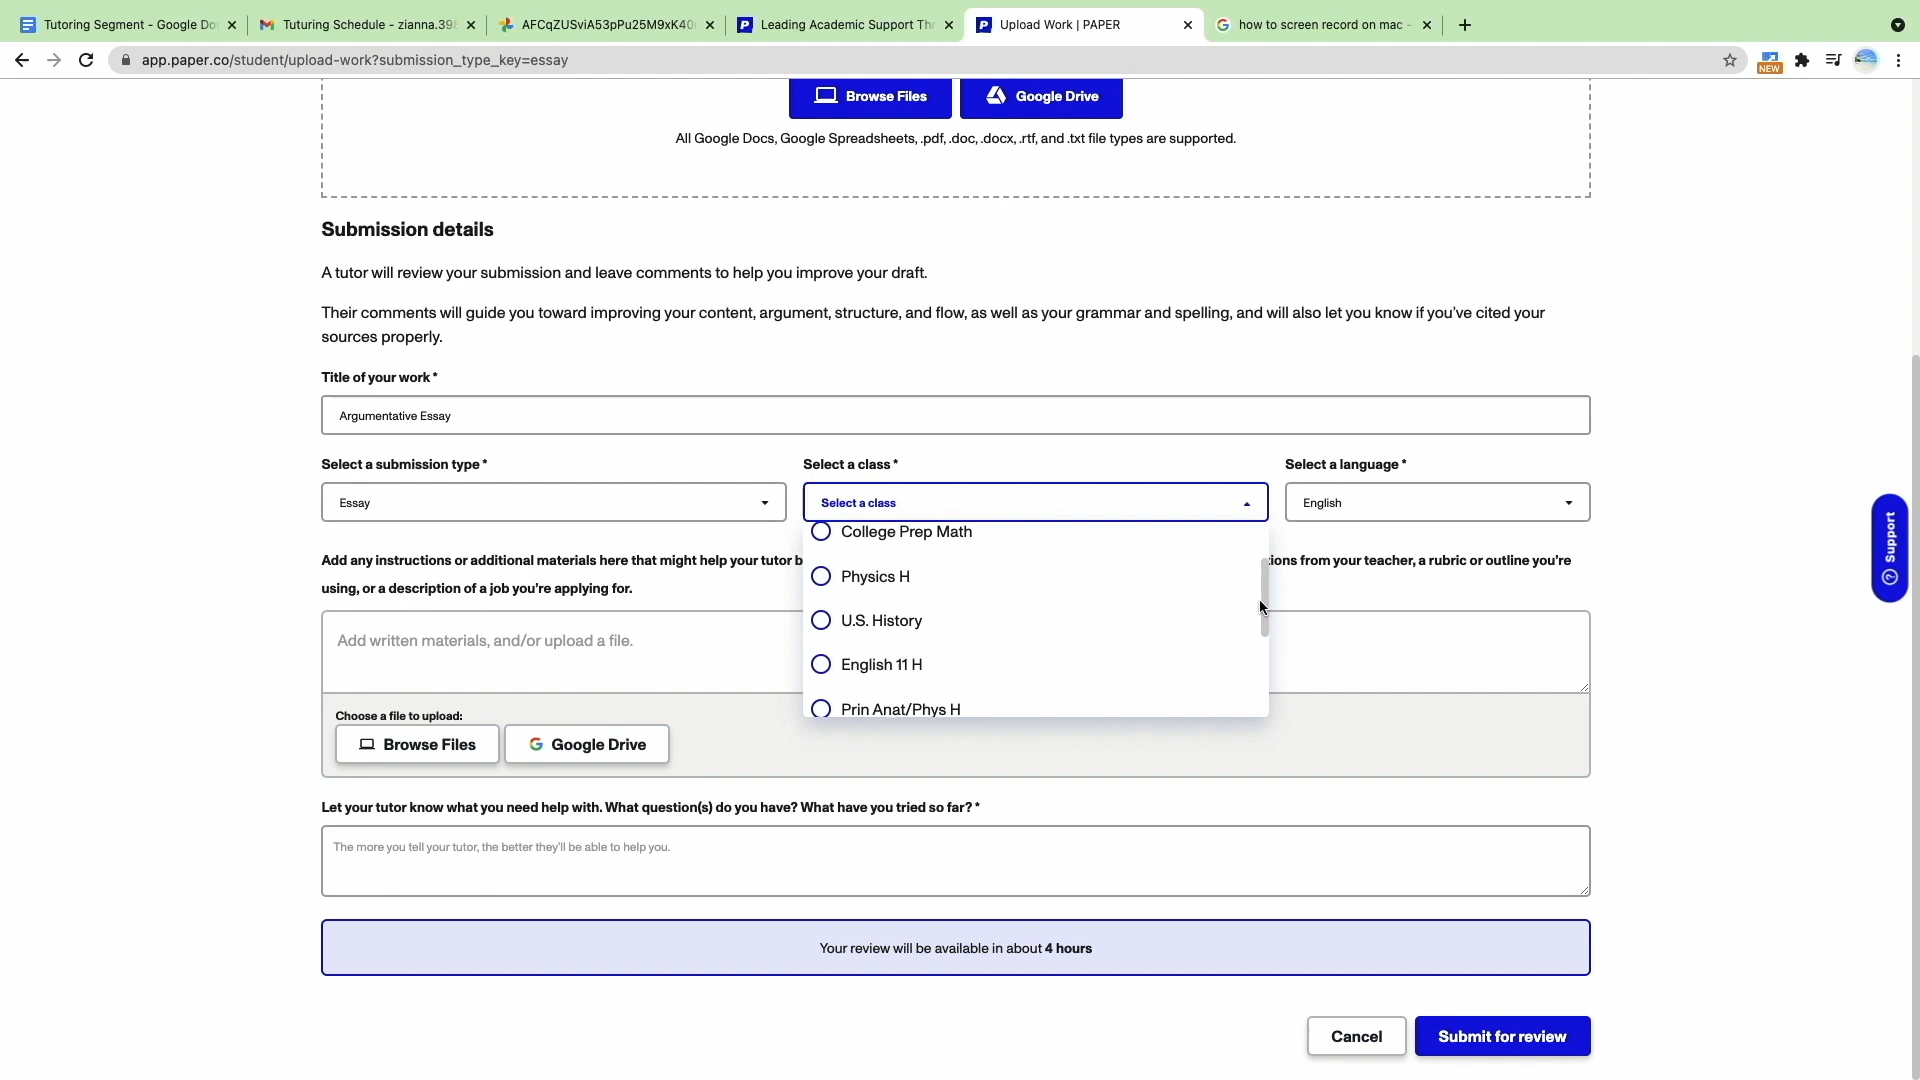 Tutoring Segment - Google Do
Tutoring Schedule - zianna.398
AFCqZUSviA53pPu25M9xK40
Leading Academic Support Thr
Upload Work | PAPER
how to screen record on mac -
app.paper.co/student/upload-work?submission_type_key=essay
NEW
Browse Files
Google Drive
All Google Docs, Google Spreadsheets, .pdf, .doc, .docx, .rtf, and .txt file types are supported.
Submission details
A tutor will review your submission and leave comments to help you improve your draft.
Their comments will guide you toward improving your content, argument, structure, and flow, as well as your grammar and spelling, and will also let you know if you've cited your
sources properly.
Title of your work *
Argumentative Essay
Select a submission type *
Select a class *
Select a language *
Essay
Select a class
English
College Prep Math
Physics H
U.S. History
English 11 H
Prin Anat/Phys H
Add any instructions or additional materials here that might help your tutor b
ions from your teacher, a rubric or outline you're
using, or a description of a job you're applying for.
Add written materials, and/or upload a file.
Choose a file to upload:
Browse Files
Google Drive
Let your tutor know what you need help with. What question(s) do you have? What have you tried so far? *
The more you tell your tutor, the better they'll be able to help you.
Your review will be available in about 4 hours
Cancel
Submit for review
Support